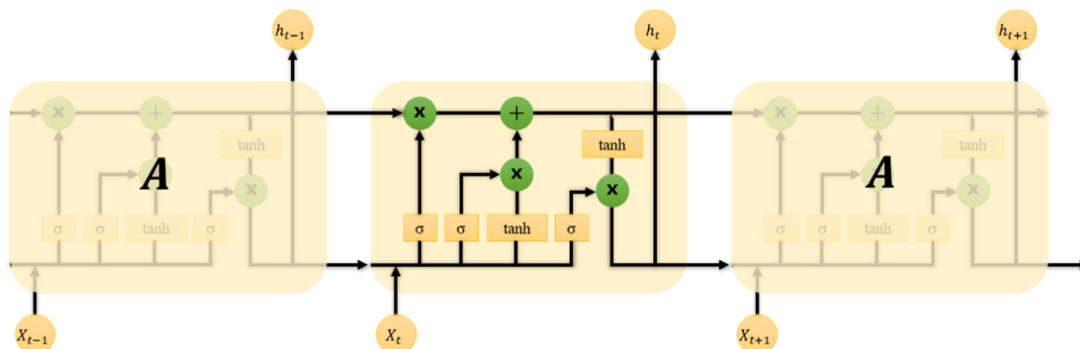 h_{t-1} h_t h_{t+1}
x + x + x +
tanh tanh tanh
A x A
x x x
σ σ tanh σ σ σ tanh σ σ σ tanh σ
X_{t-1} X_t X_{t+1}